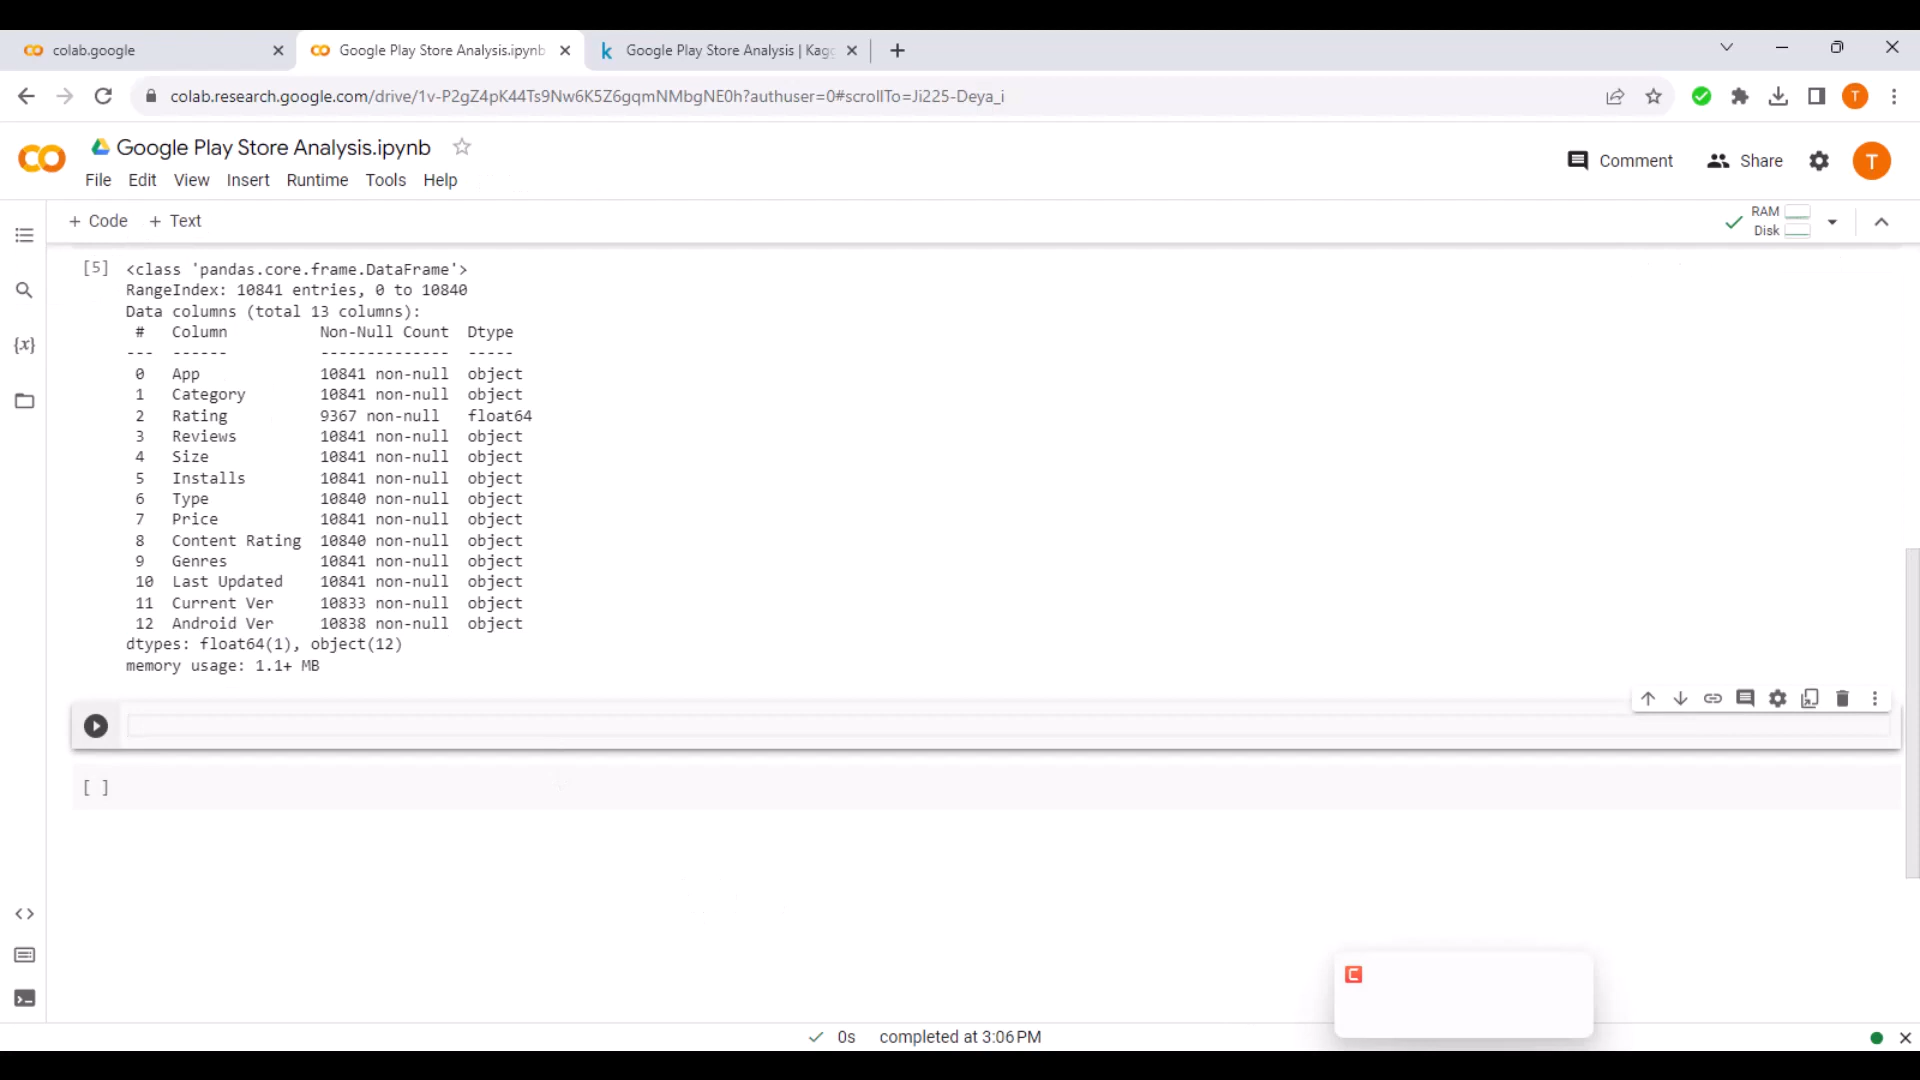 colab.google
Google Play Store Analysis.ipynb
Google Play Store Analysis | Kagg
colab.research.google.com/drive/1v-P2gZ4pK44Ts9Nw6K5Z6gqmNMbgNE0h?authuser=0#scrollTo=Ji225-Deya_i
T
Google Play Store Analysis.ipynb
File Edit View Insert Runtime Tools Help
Comment
Share
T
+ Code + Text
RAM
Disk
{x}
[5] <class 'pandas.core.frame.DataFrame'>
RangeIndex: 10841 entries, 0 to 10840
Data columns (total 13 columns):
# Column Non-Null Count Dtype
--- ------ -------------- -----
0 App 10841 non-null object
1 Category 10841 non-null object
2 Rating 9367 non-null float64
3 Reviews 10841 non-null object
4 Size 10841 non-null object
5 Installs 10841 non-null object
6 Type 10840 non-null object
7 Price 10841 non-null object
8 Content Rating 10840 non-null object
9 Genres 10841 non-null object
10 Last Updated 10841 non-null object
11 Current Ver 10833 non-null object
12 Android Ver 10838 non-null object
dtypes: float64(1), object(12)
memory usage: 1.1+ MB
[ ]
0s completed at 3:06 PM